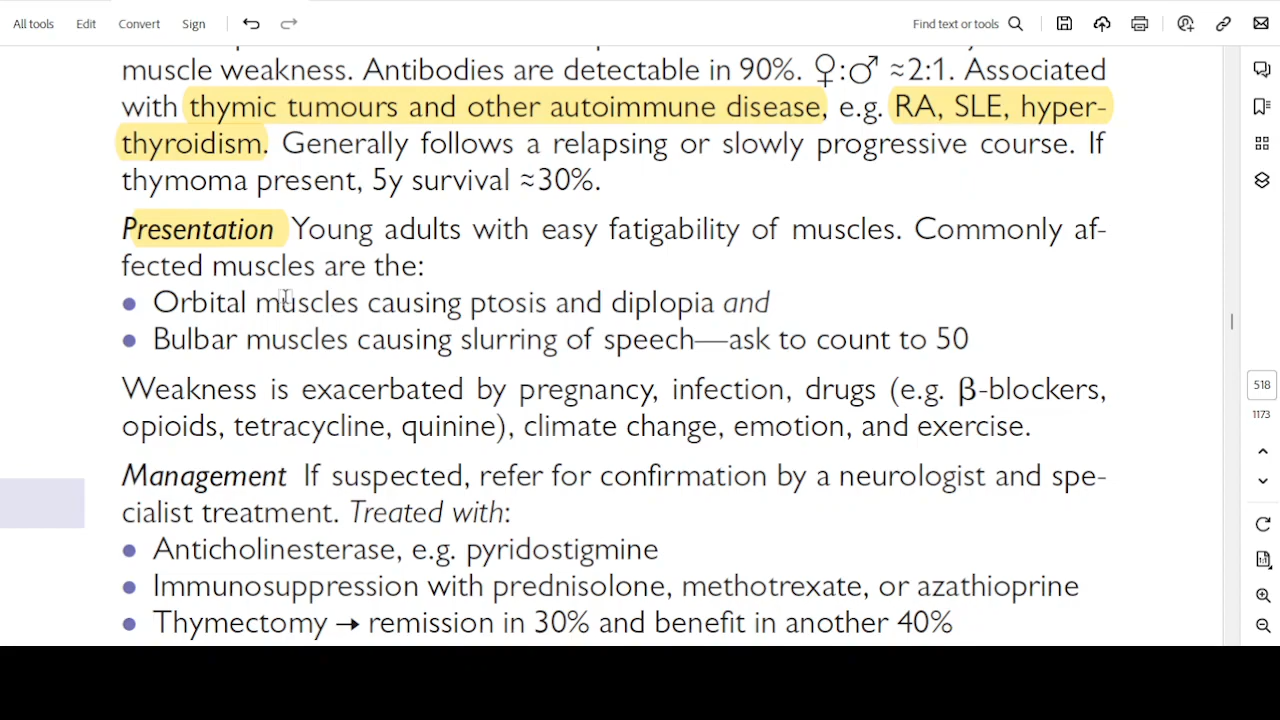 All tools Edit Convert Sign Find text or tools
muscle weakness. Antibodies are detectable in 90%. ♀:♂ ≈2:1. Associated
with thymic tumours and other autoimmune disease, e.g. RA, SLE, hyper-
thyroidism. Generally follows a relapsing or slowly progressive course. If
thymoma present, 5y survival ≈30%.
Presentation Young adults with easy fatigability of muscles. Commonly af-
fected muscles are the:
• Orbital muscles causing ptosis and diplopia and
• Bulbar muscles causing slurring of speech—ask to count to 50
Weakness is exacerbated by pregnancy, infection, drugs (e.g. β-blockers,
opioids, tetracycline, quinine), climate change, emotion, and exercise.
Management If suspected, refer for confirmation by a neurologist and spe-
cialist treatment. Treated with:
• Anticholinesterase, e.g. pyridostigmine
• Immunosuppression with prednisolone, methotrexate, or azathioprine
• Thymectomy → remission in 30% and benefit in another 40%
518
1173